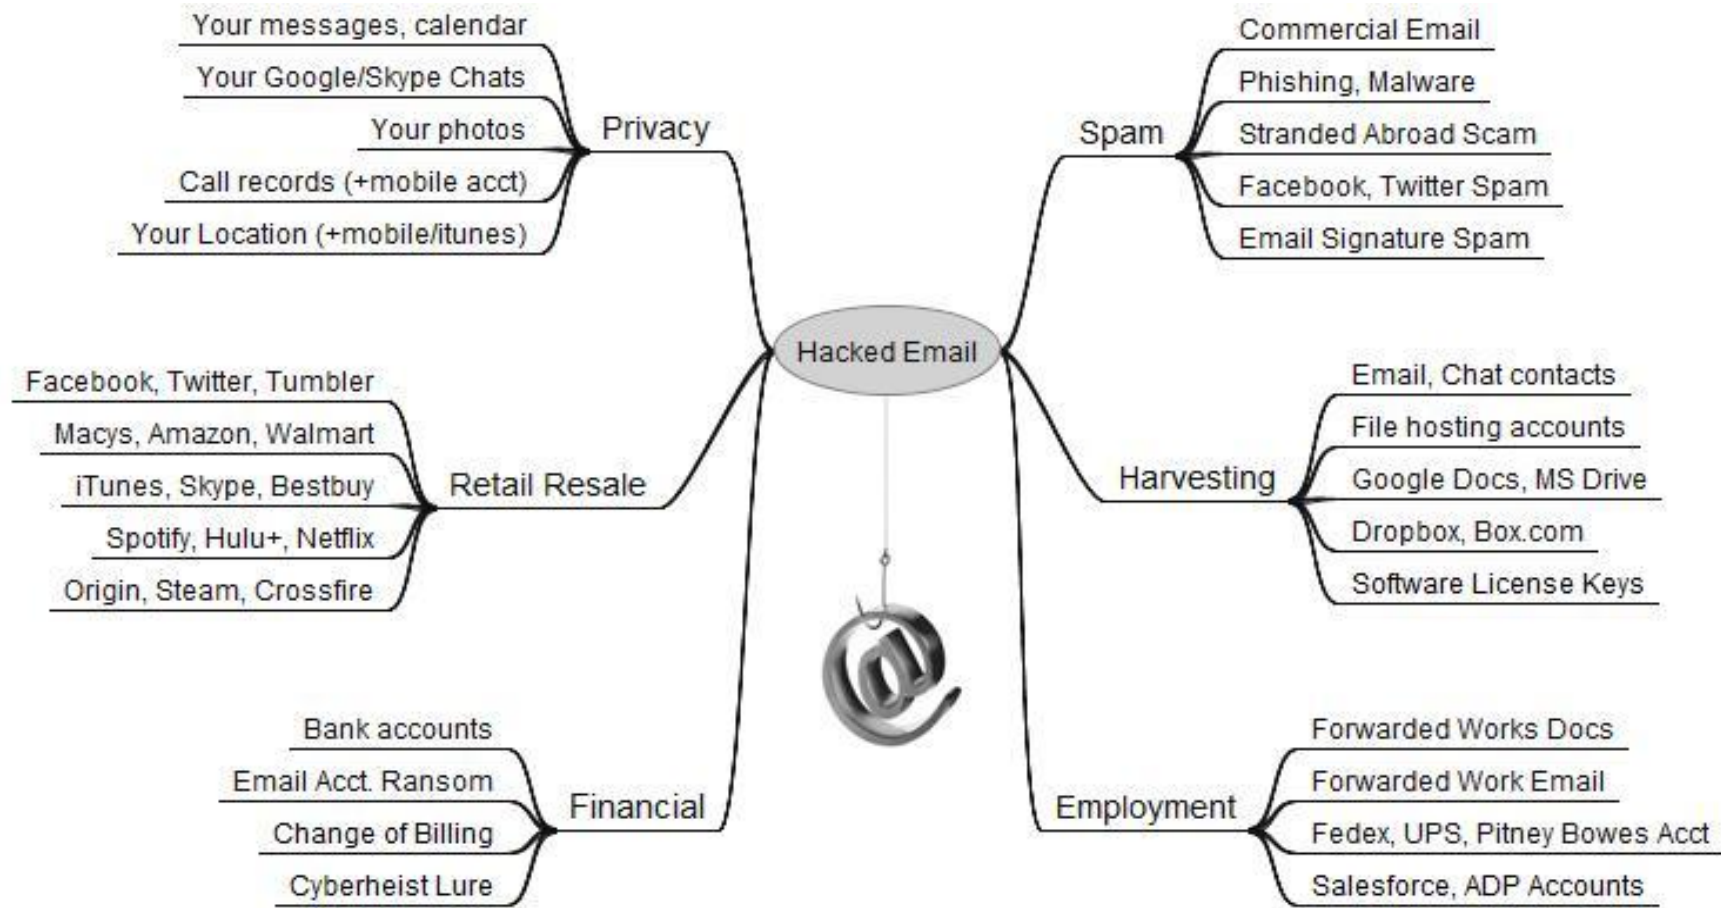 Hacked Email
Privacy
Your messages, calendar
Your Google/Skype Chats
Your photos
Call records (+mobile acct)
Your Location (+mobile/itunes)
Retail Resale
Facebook, Twitter, Tumbler
Macys, Amazon, Walmart
iTunes, Skype, Bestbuy
Spotify, Hulu+, Netflix
Origin, Steam, Crossfire
Financial
Bank accounts
Email Acct. Ransom
Change of Billing
Cyberheist Lure
Spam
Commercial Email
Phishing, Malware
Stranded Abroad Scam
Facebook, Twitter Spam
Email Signature Spam
Harvesting
Email, Chat contacts
File hosting accounts
Google Docs, MS Drive
Dropbox, Box.com
Software License Keys
Employment
Forwarded Works Docs
Forwarded Work Email
Fedex, UPS, Pitney Bowes Acct
Salesforce, ADP Accounts
@